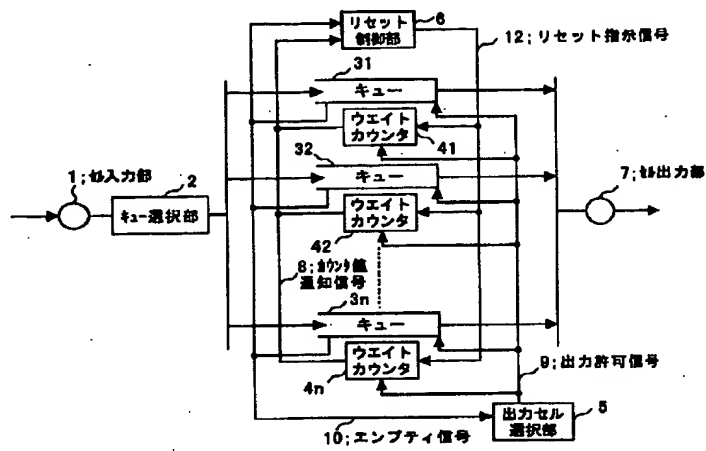 リセット
制御部
6
12;リセット指示信号
31
キュー
ウエイト
カウンタ
41
32
キュー
1;セル入力部
2
キュー選択部
7;セル出力部
ウエイト
カウンタ
42
8;カウンタ値
通知信号
3n
キュー
ウエイト
カウンタ
4n
9;出力許可信号
5
出力セル
選択部
10;エンプティ信号